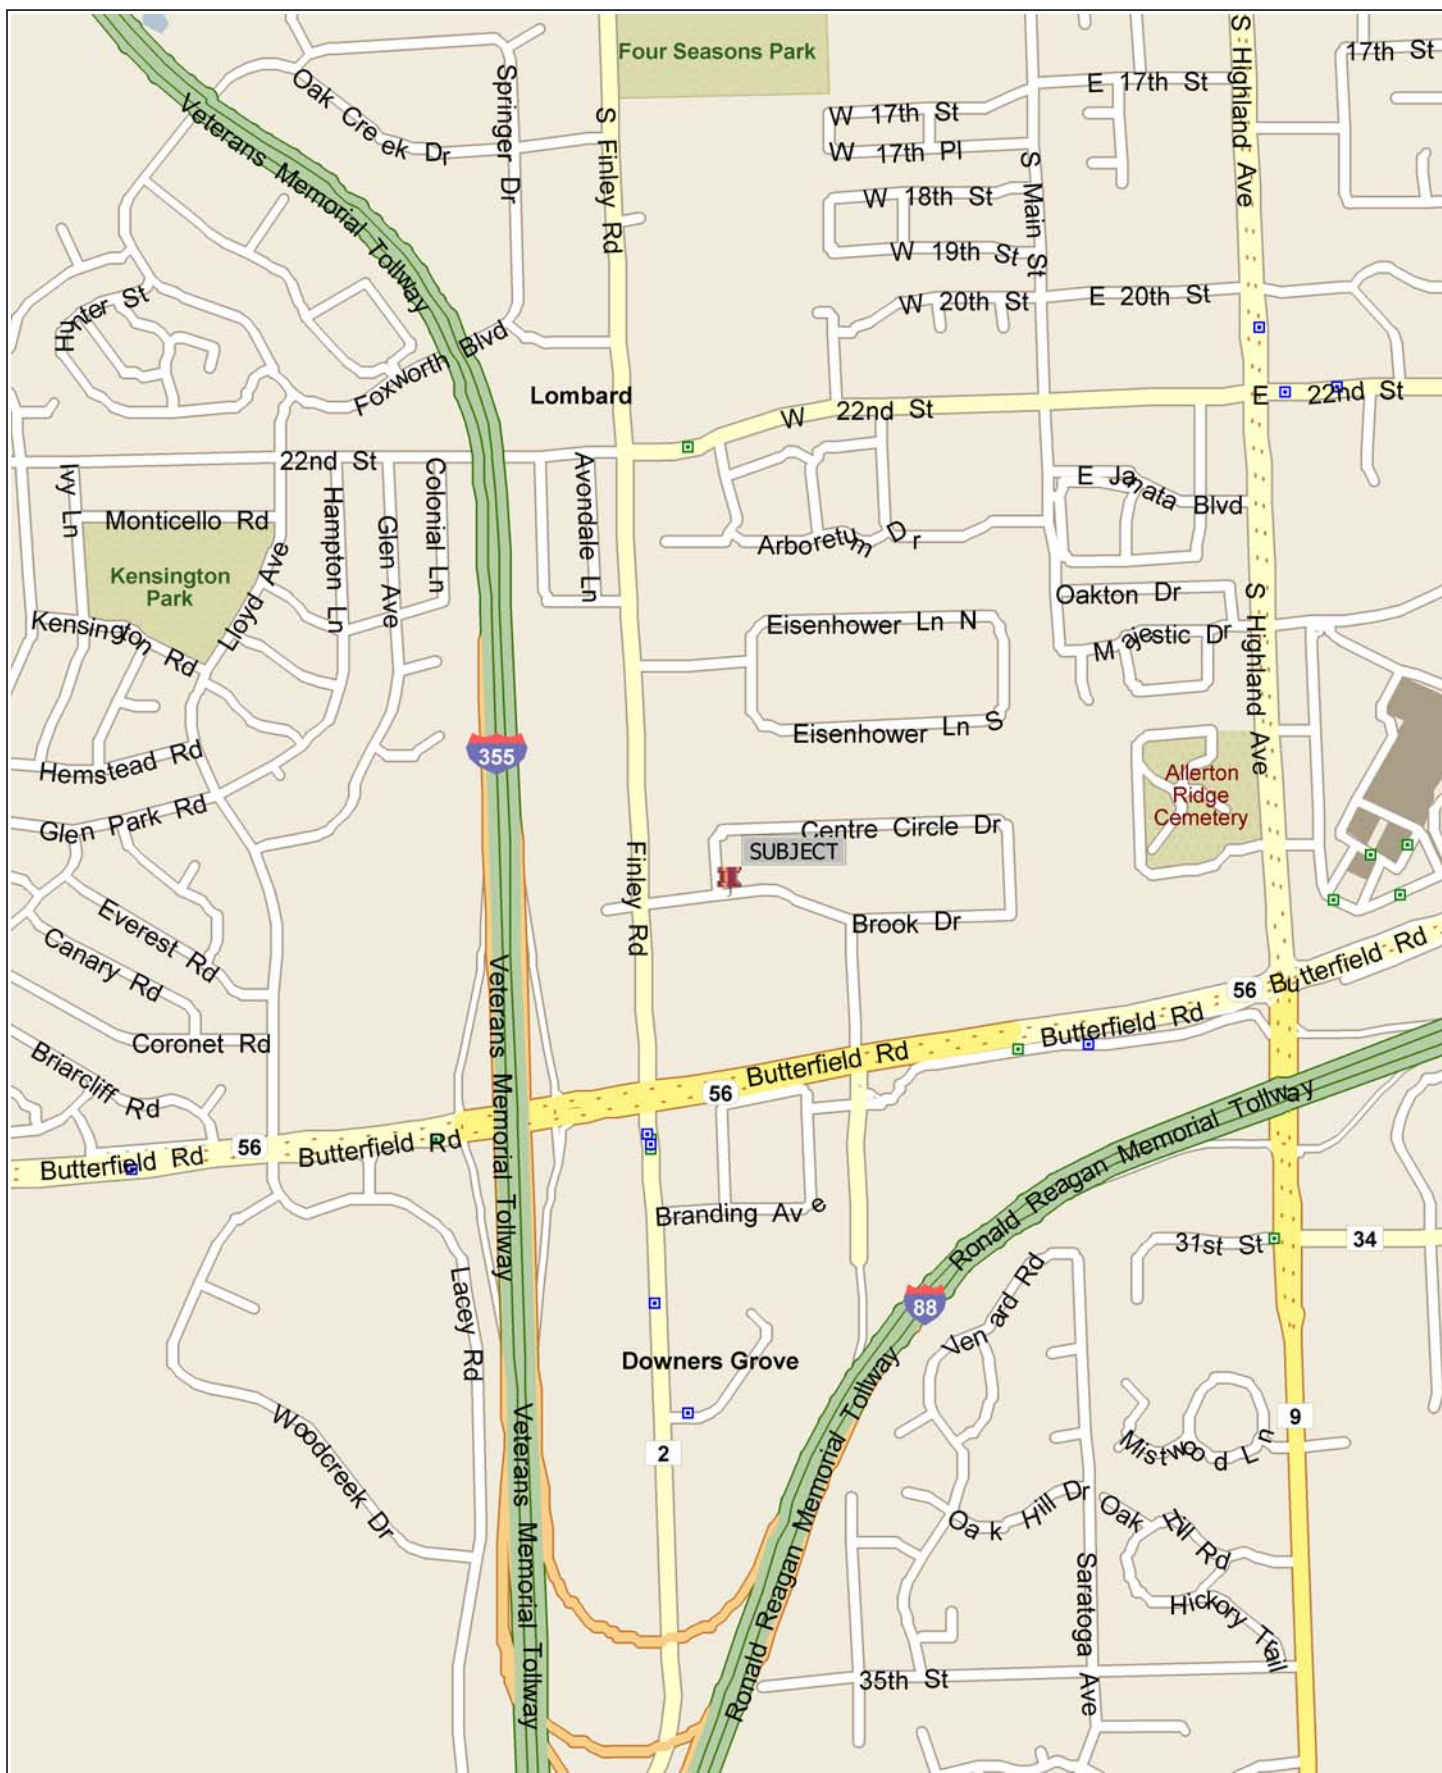 Four Seasons Park
S Highland Ave
17th St
E 17th St
W 17th St
W 17th Pl
Oak Creek Dr
Springer Dr
S Finley Rd
Veterans Memorial Tollway
S Main St
W 18th St
W 19th St
W 20th St
E 20th St
Hunter St
Foxworth Blvd
Lombard
W 22nd St
E 22nd St
22nd St
Ivy Ln
Monticello Rd
Hampton Ln
Glen Ave
Colonial Ln
Avondale Ln
E Janata Blvd
Arboretum Dr
Kensington
Park
Lloyd Ave
Kensington Rd
Oakton Dr
Majestic Dr
S Highland Ave
Eisenhower Ln N
Eisenhower Ln S
355
Hemstead Rd
Glen Park Rd
Allerton
Ridge
Cemetery
Centre Circle Dr
SUBJECT
Finley Rd
Brook Dr
Everest Rd
Canary Rd
Coronet Rd
Briarcliff Rd
Veterans Memorial Tollway
Butterfield Rd
56
Butterfield Rd
Butterfield Rd
56
Butterfield Rd
56
Butterfield Rd
Ronald Reagan Memorial Tollway
Branding Ave
31st St
34
Lacey Rd
88
Venard Rd
Downers Grove
Woodcreek Dr
Veterans Memorial Tollway
2
9
Mistwood Ln
Oak Hill Dr
Oak Hill Rd
Hickory Trail
Saratoga Ave
Ronald Reagan Memorial Tollway
35th St